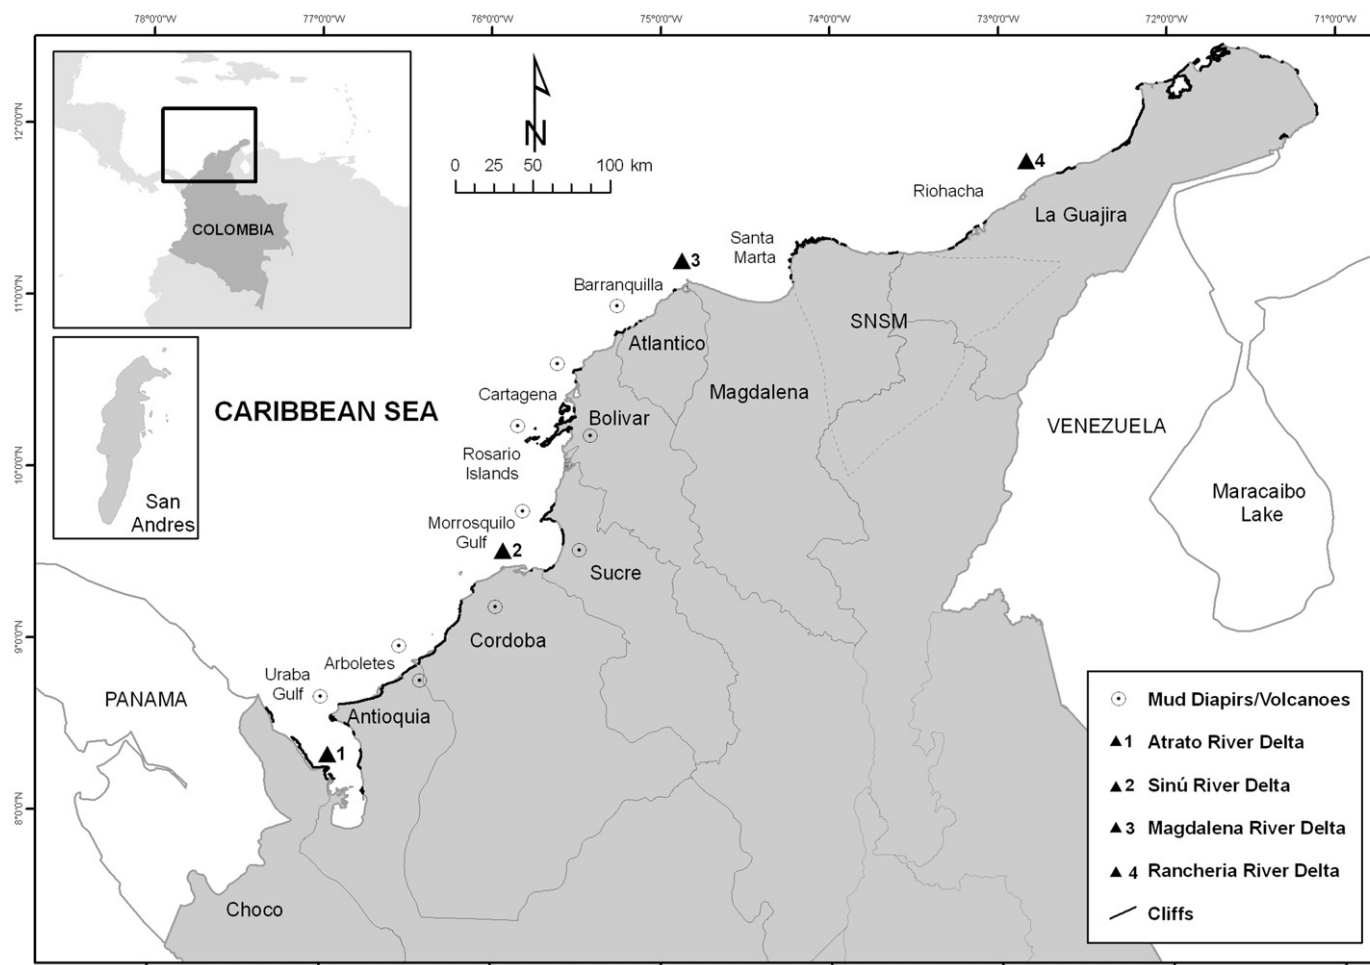 78°0'0"W
77°0'0"W
76°0'0"W
75°0'0"W
74°0'0"W
73°0'0"W
72°0'0"W
71°0'0"W
12°0'0"N
11°0'0"N
10°0'0"N
9°0'0"N
8°0'0"N
COLOMBIA
N
0 25 50 100 km
San
Andres
CARIBBEAN SEA
4
Riohacha
La Guajira
Santa
Marta
3
Barranquilla
SNSM
Atlantico
Magdalena
Cartagena
Bolivar
VENEZUELA
Rosario
Islands
Maracaibo
Lake
Morrosquilo
Gulf
2
Sucre
Cordoba
Arboletes
Uraba
Gulf
PANAMA
Antioquia
1
Choco
Mud Diapirs/Volcanoes
1 Atrato River Delta
2 Sinú River Delta
3 Magdalena River Delta
4 Rancheria River Delta
Cliffs